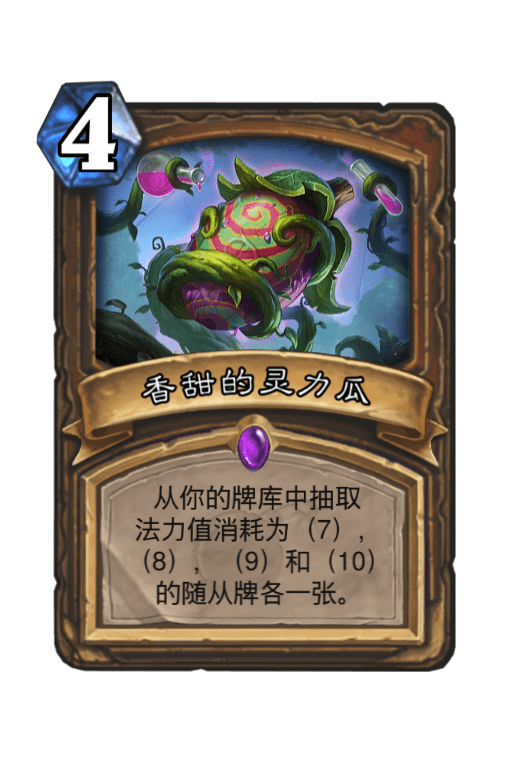 4
香甜的灵力瓜
从你的牌库中抽取
法力值消耗为（7），
（8），（9）和（10）
的随从牌各一张。